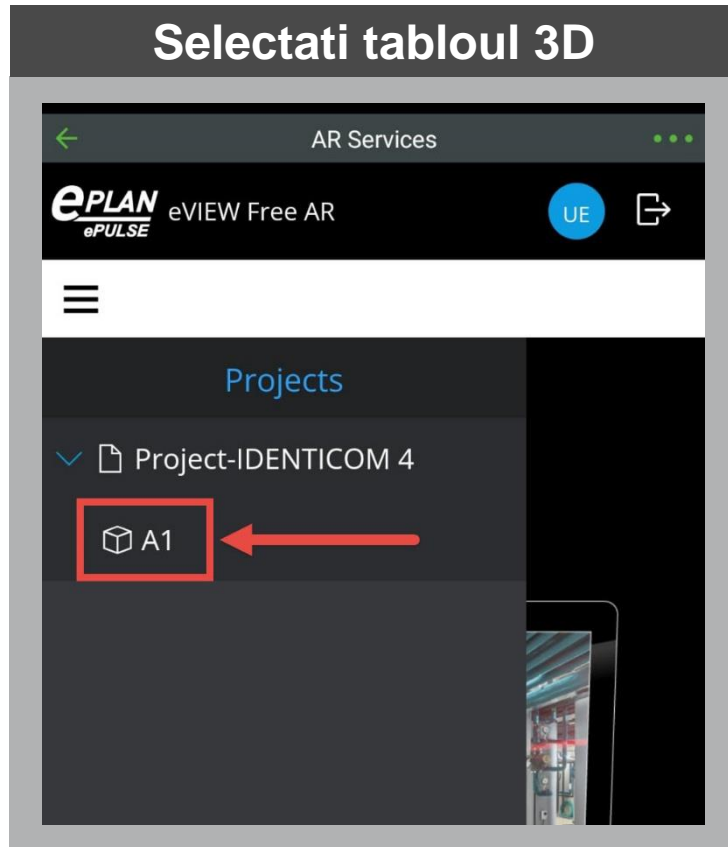 Selectati tabloul 3D
AR Services
ePLAN
ePULSE
eVIEW Free AR
UE
Projects
Project-IDENTICOM 4
A1